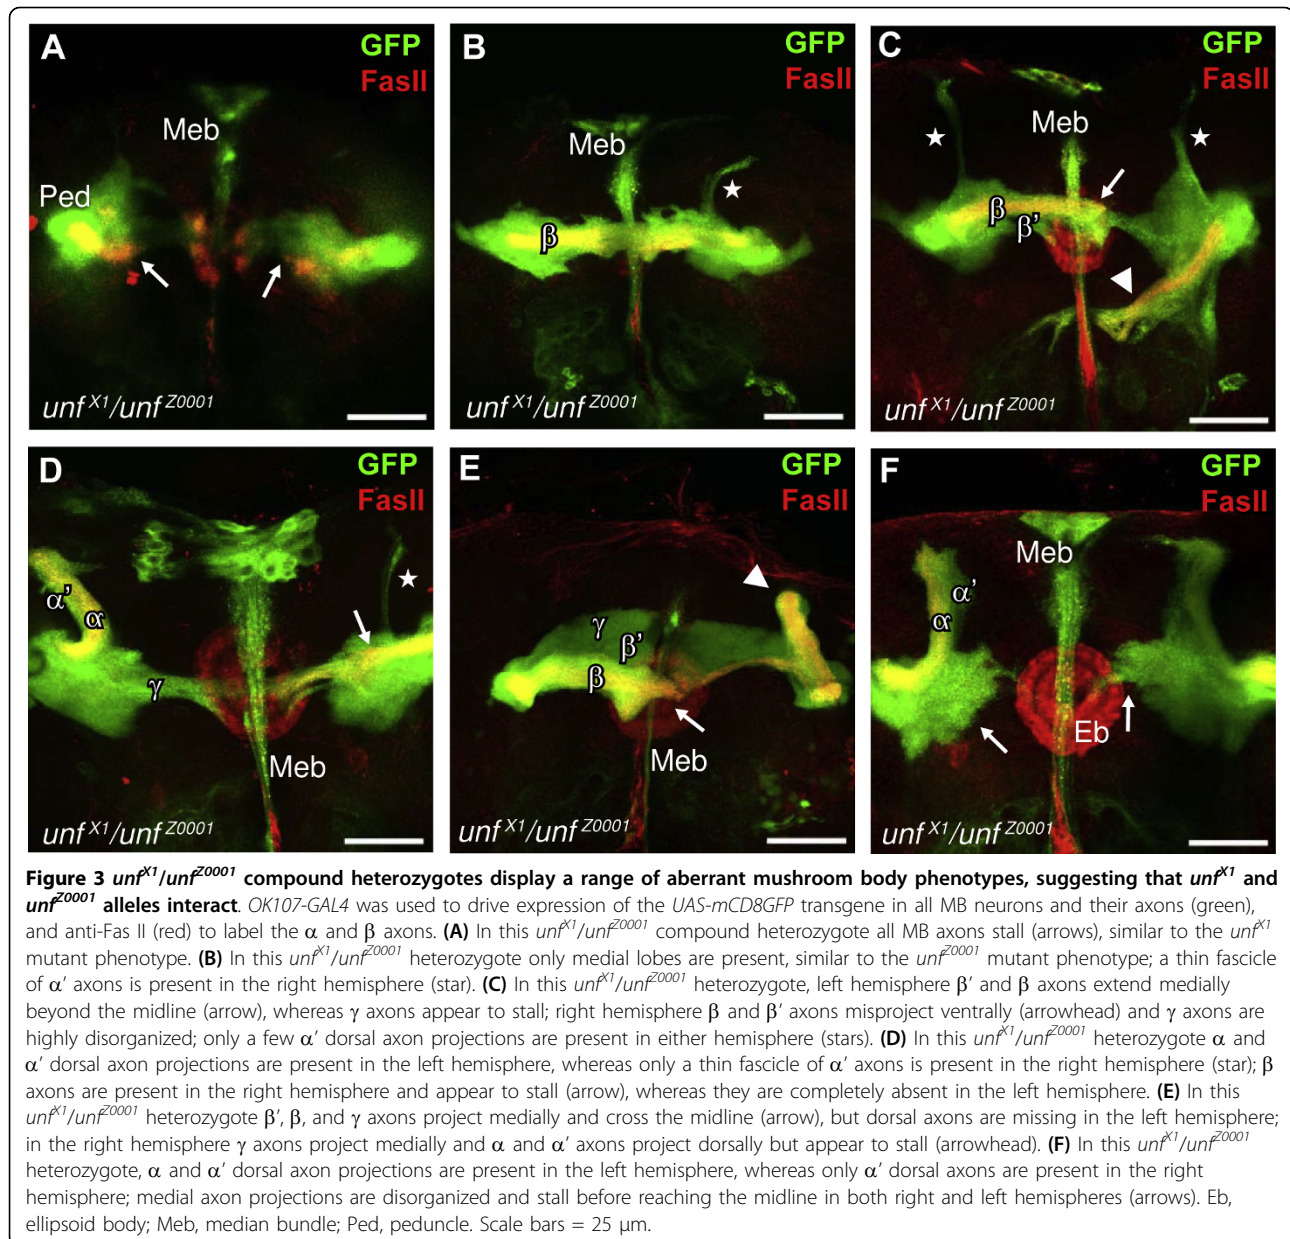 A
GFP
FasII
Meb
Ped
unf X1/unf Z0001
B
GFP
FasII
Meb
β
unf X1/unf Z0001
C
GFP
FasII
Meb
β
β'
unf X1/unf Z0001
D
GFP
FasII
α'
α
γ
Meb
unf X1/unf Z0001
E
GFP
FasII
γ
β'
β
Meb
unf X1/unf Z0001
F
GFP
FasII
Meb
α'
α
Eb
unf X1/unf Z0001
Figure 3 unfX1/unfZ0001 compound heterozygotes display a range of aberrant mushroom body phenotypes, suggesting that unfX1 and
unfZ0001 alleles interact. OK107-GAL4 was used to drive expression of the UAS-mCD8GFP transgene in all MB neurons and their axons (green),
and anti-Fas II (red) to label the α and β axons. (A) In this unfX1/unfZ0001 compound heterozygote all MB axons stall (arrows), similar to the unfX1
mutant phenotype. (B) In this unfX1/unfZ0001 heterozygote only medial lobes are present, similar to the unfZ0001 mutant phenotype; a thin fascicle
of α' axons is present in the right hemisphere (star). (C) In this unfX1/unfZ0001 heterozygote, left hemisphere β' and β axons extend medially
beyond the midline (arrow), whereas γ axons appear to stall; right hemisphere β and β' axons misproject ventrally (arrowhead) and γ axons are
highly disorganized; only a few α' dorsal axon projections are present in either hemisphere (stars). (D) In this unfX1/unfZ0001 heterozygote α and
α' dorsal axon projections are present in the left hemisphere, whereas only a thin fascicle of α' axons is present in the right hemisphere (star); β
axons are present in the right hemisphere and appear to stall (arrow), whereas they are completely absent in the left hemisphere. (E) In this
unfX1/unfZ0001 heterozygote β', β, and γ axons project medially and cross the midline (arrow), but dorsal axons are missing in the left hemisphere;
in the right hemisphere γ axons project medially and α and α' axons project dorsally but appear to stall (arrowhead). (F) In this unfX1/unfZ0001
heterozygote, α and α' dorsal axon projections are present in the left hemisphere, whereas only α' dorsal axons are present in the right
hemisphere; medial axon projections are disorganized and stall before reaching the midline in both right and left hemispheres (arrows). Eb,
ellipsoid body; Meb, median bundle; Ped, peduncle. Scale bars = 25 μm.